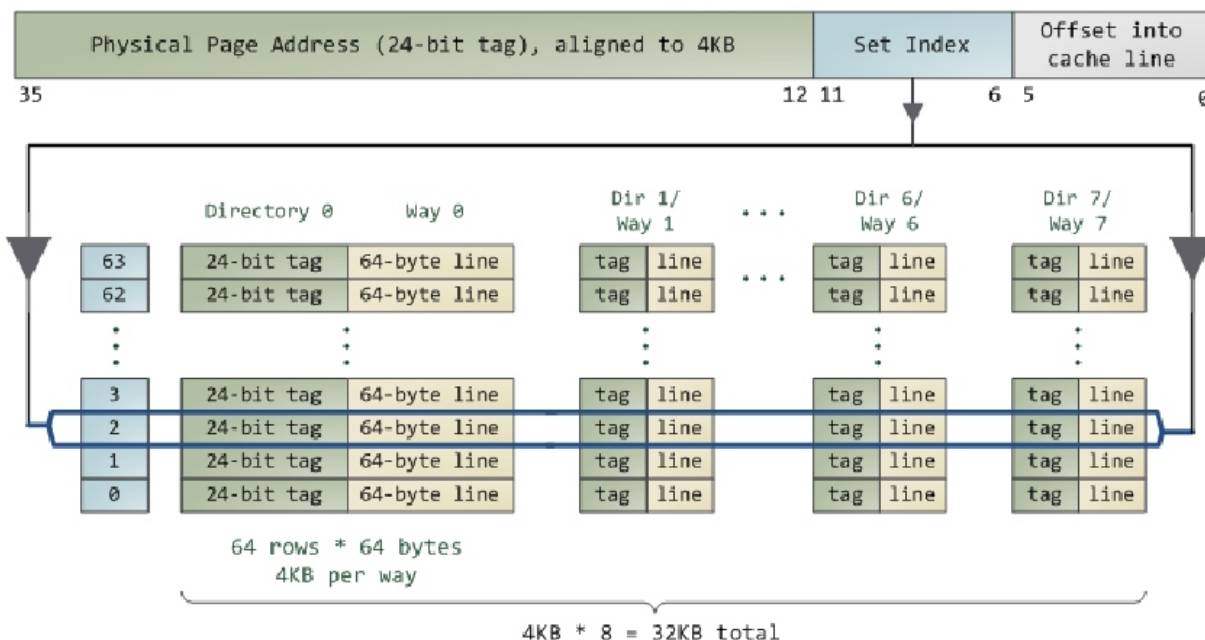 Physical Page Address (24-bit tag), aligned to 4KB
Set Index
Offset into
cache line
35
12
11
6
5
0
Directory 0
Way 0
Dir 1/
Way 1
...
Dir 6/
Way 6
Dir 7/
Way 7
63 24-bit tag 64-byte line tag line ... tag line tag line
62 24-bit tag 64-byte line tag line tag line tag line
3 24-bit tag 64-byte line tag line tag line tag line
2 24-bit tag 64-byte line tag line tag line tag line
1 24-bit tag 64-byte line tag line tag line tag line
0 24-bit tag 64-byte line tag line tag line tag line
64 rows * 64 bytes
4KB per way
4KB * 8 = 32KB total